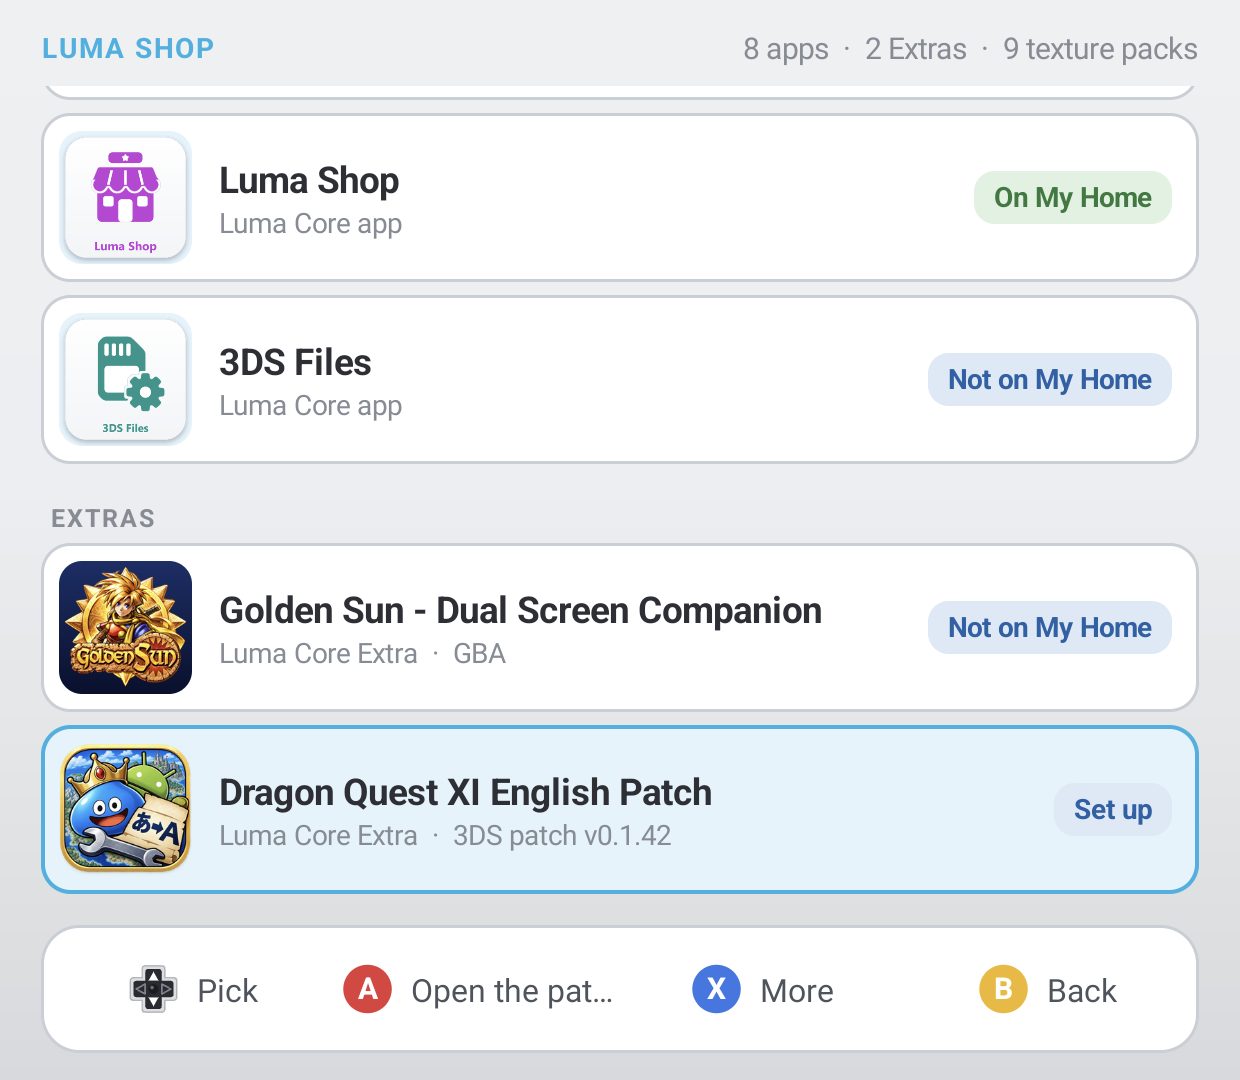 LUMA SHOP
8 apps · 2 Extras · 9 texture packs
Luma Shop
Luma Shop
Luma Core app
On My Home
3DS Files
3DS Files
Luma Core app
Not on My Home
EXTRAS
GoldenSun
Golden Sun - Dual Screen Companion
Luma Core Extra · GBA
Not on My Home
あ→A
Dragon Quest XI English Patch
Luma Core Extra · 3DS patch v0.1.42
Set up
Pick
A Open the pat...
X More
B Back